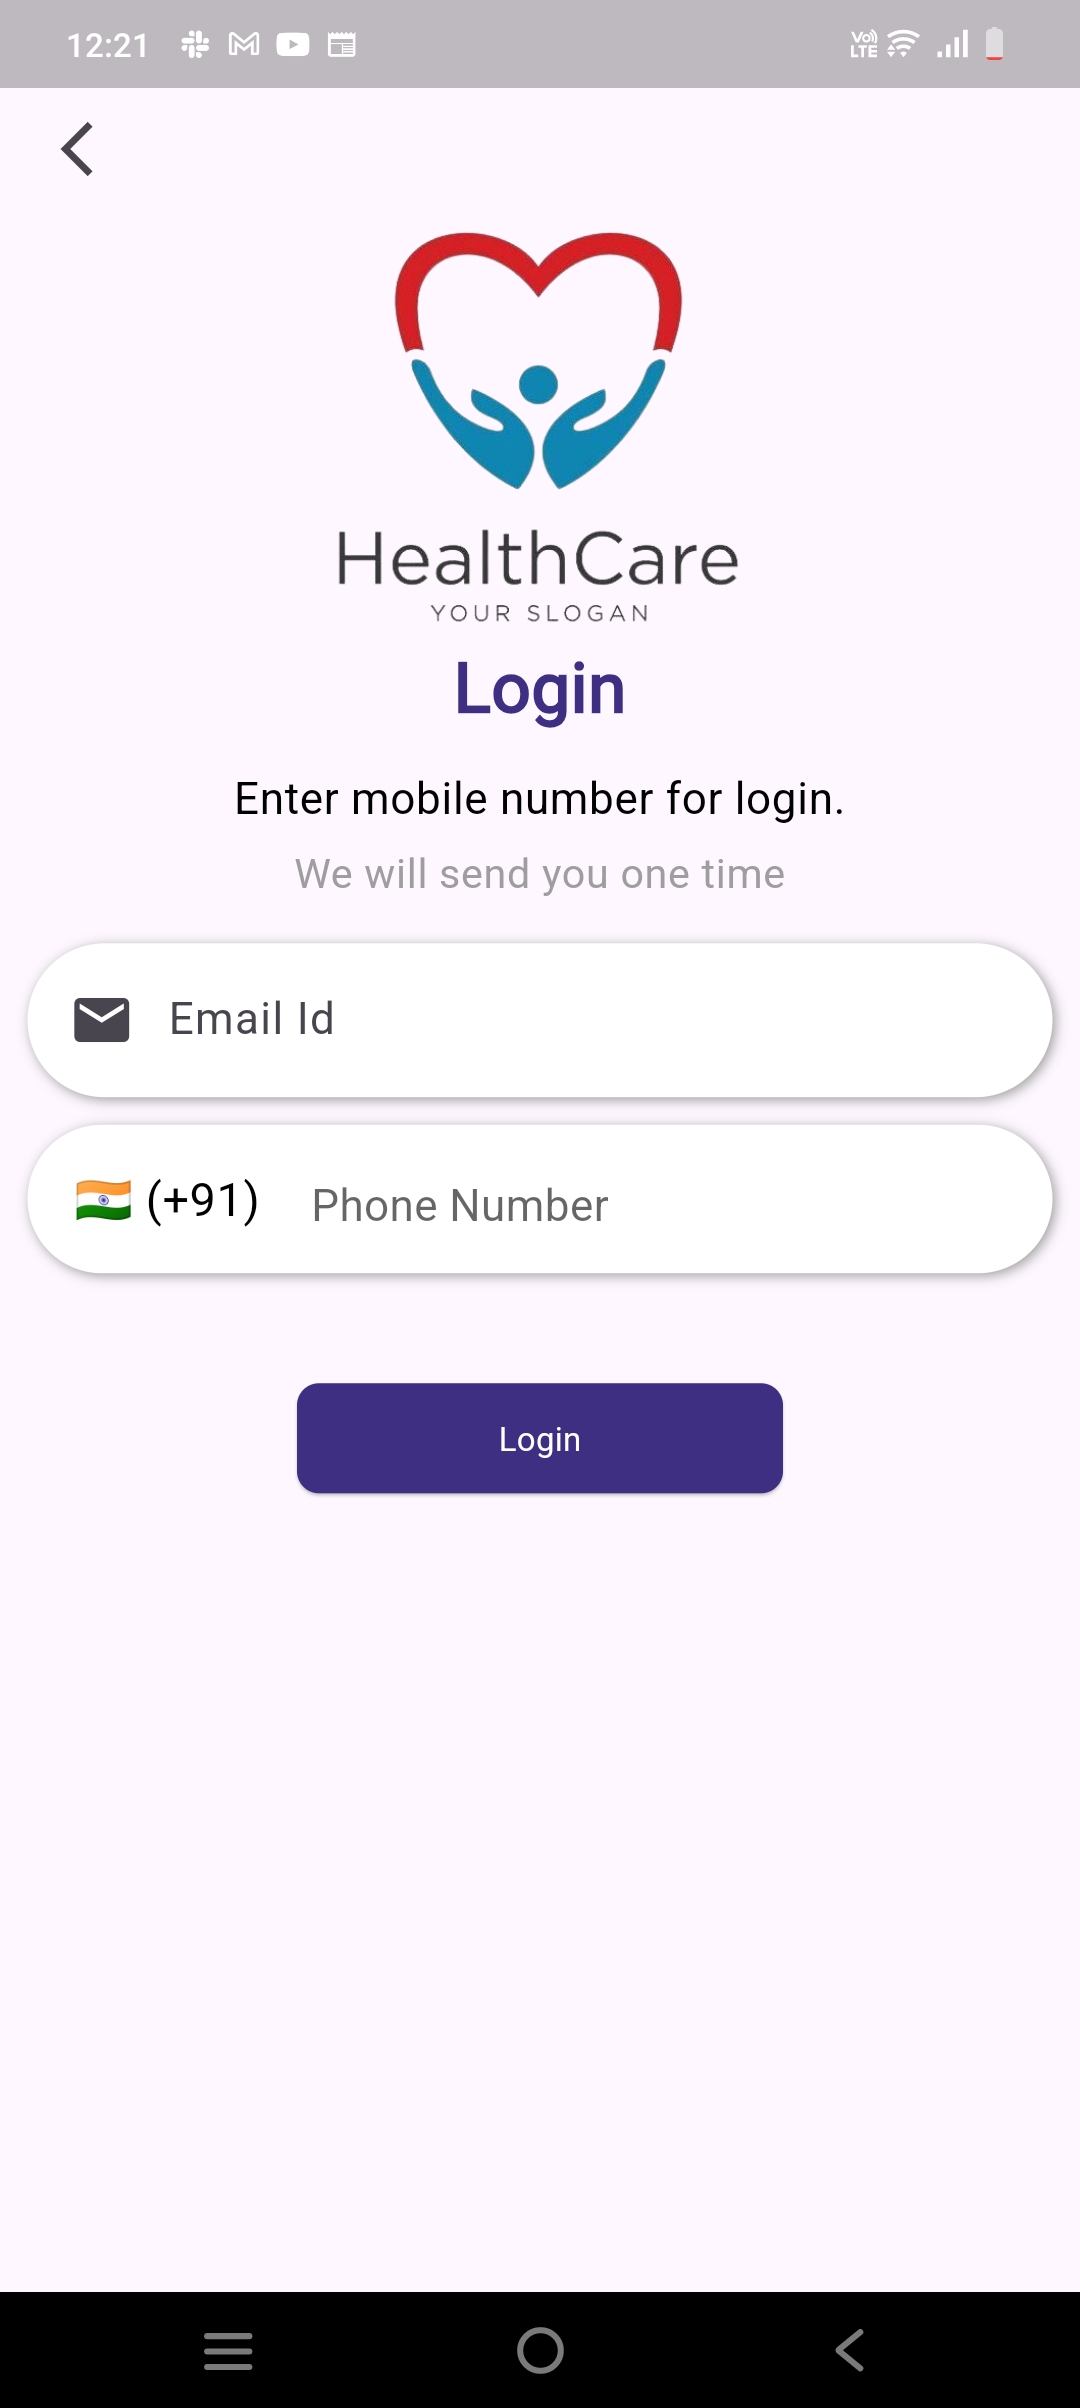 12:21
Vo) LTE
HealthCare
YOUR SLOGAN
Login
Enter mobile number for login.
We will send you one time
Email Id
(+91) Phone Number
Login